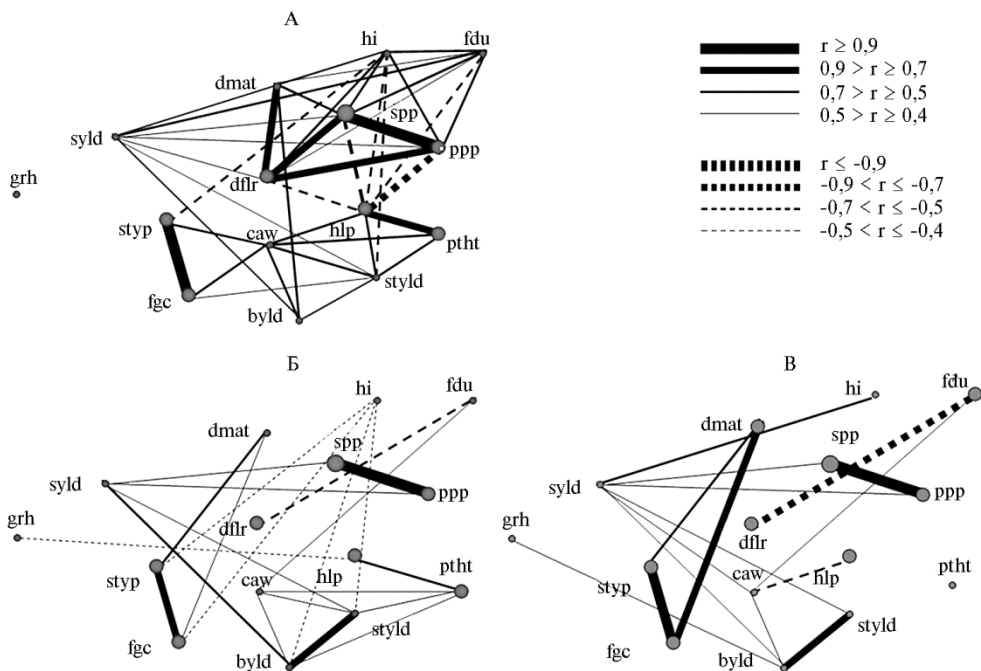 А
hi
fdu
dmat
spp
syld
ppp
grh
dflr
styp
caw
hlp
ptht
styld
fgc
byld
r ≥ 0,9
0,9 > r ≥ 0,7
0,7 > r ≥ 0,5
0,5 > r ≥ 0,4
r ≤ -0,9
-0,9 < r ≤ -0,7
-0,7 < r ≤ -0,5
-0,5 < r ≤ -0,4
Б
hi
fdu
dmat
spp
syld
ppp
grh
dflr
styp
caw
hlp
ptht
styld
fgc
byld
В
hi
fdu
dmat
spp
syld
ppp
grh
dflr
caw
hlp
ptht
styp
styld
fgc
byld